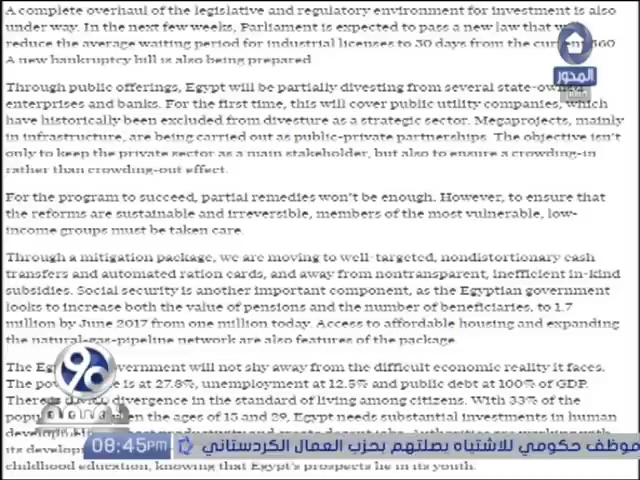 A complete overhaul of the legislative and regulatory environment for investment is also
under way. In the next few weeks, Parliament is expected to pass a new law that
reduce the average waiting period for industrial licenses to 30 days from the
A new bankruptcy bill is also being prepared
المحور
Through public offerings, Egypt will be partially divesting from several state-owned
enterprises and banks. For the first time, this will cover public utility companies, which
have historically been excluded from divesture as a strategic sector. Megaprojects, mainly
in infrastructure, are being carried out as public-private partnerships. The objective isn't
only to keep the private sector as a main stakeholder, but also to ensure a crowding-in
rather than crowding-out effect.
For the program to succeed, partial remedies won't be enough. However, to ensure that
the reforms are sustainable and irreversible, members of the most vulnerable, low-
income groups must be taken care.
Through a mitigation package, we are moving to well-targeted, nondistortionary cash
transfers and automated ration cards, and away from nontransparent, inefficient in-kind
subsidies. Social security is another important component, as the Egyptian government
looks to increase both the value of pensions and the number of beneficiaries, to 1.7
million by June 2017 from one million today. Access to affordable housing and expanding
the natural-gas-pipeline network are also features of the package.
The government will not shy away from the difficult economic reality it faces.
The is at 27.8%, unemployment at 12.5% and public debt at 100% of GDP.
divergence in the standard of living among citizens. With 33% of the
the ages of 15 and 29, Egypt needs substantial investments in human
90
دقيقة
08:45PM
موظف حكومي للاشتباه بصلتهم بحزب العمال الكردستاني
childhood education, knowing that Egypt's prospects lie in its youth.